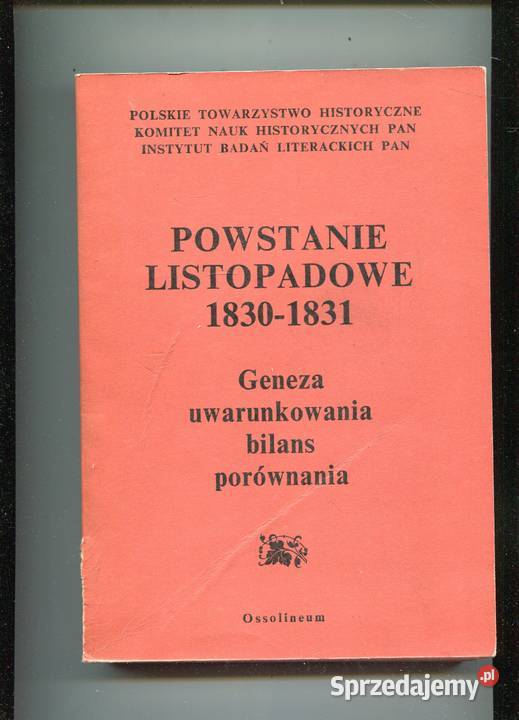 POLSKIE TOWARZYSTWO HISTORYCZNE
KOMITET NAUK HISTORYCZNYCH PAN
INSTYTUT BADAŃ LITERACKICH PAN
POWSTANIE
LISTOPADOWE
1830-1831
Geneza
uwarunkowania
bilans
porównania
Ossolineum
Sprzedajemy.pl